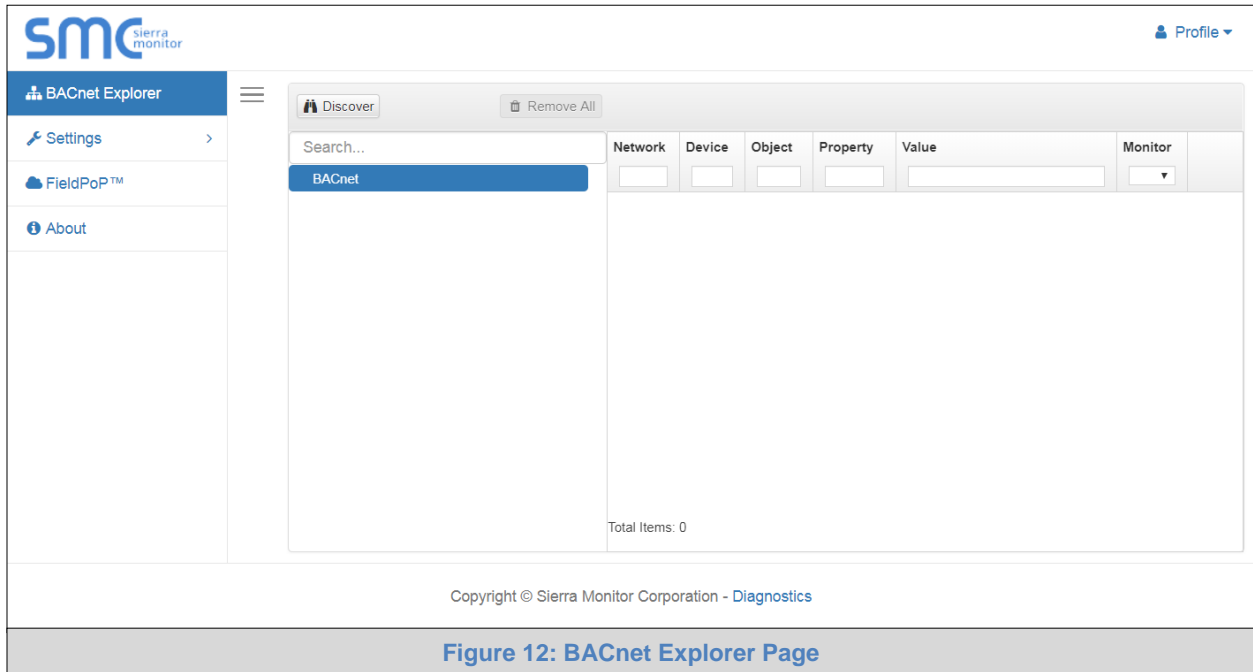 SMC sierra monitor
Profile
BACnet Explorer
Settings
FieldPoP™
About
Discover
Remove All
Search...
BACnet
Network Device Object Property Value Monitor
Total Items: 0
Copyright © Sierra Monitor Corporation - Diagnostics
Figure 12: BACnet Explorer Page